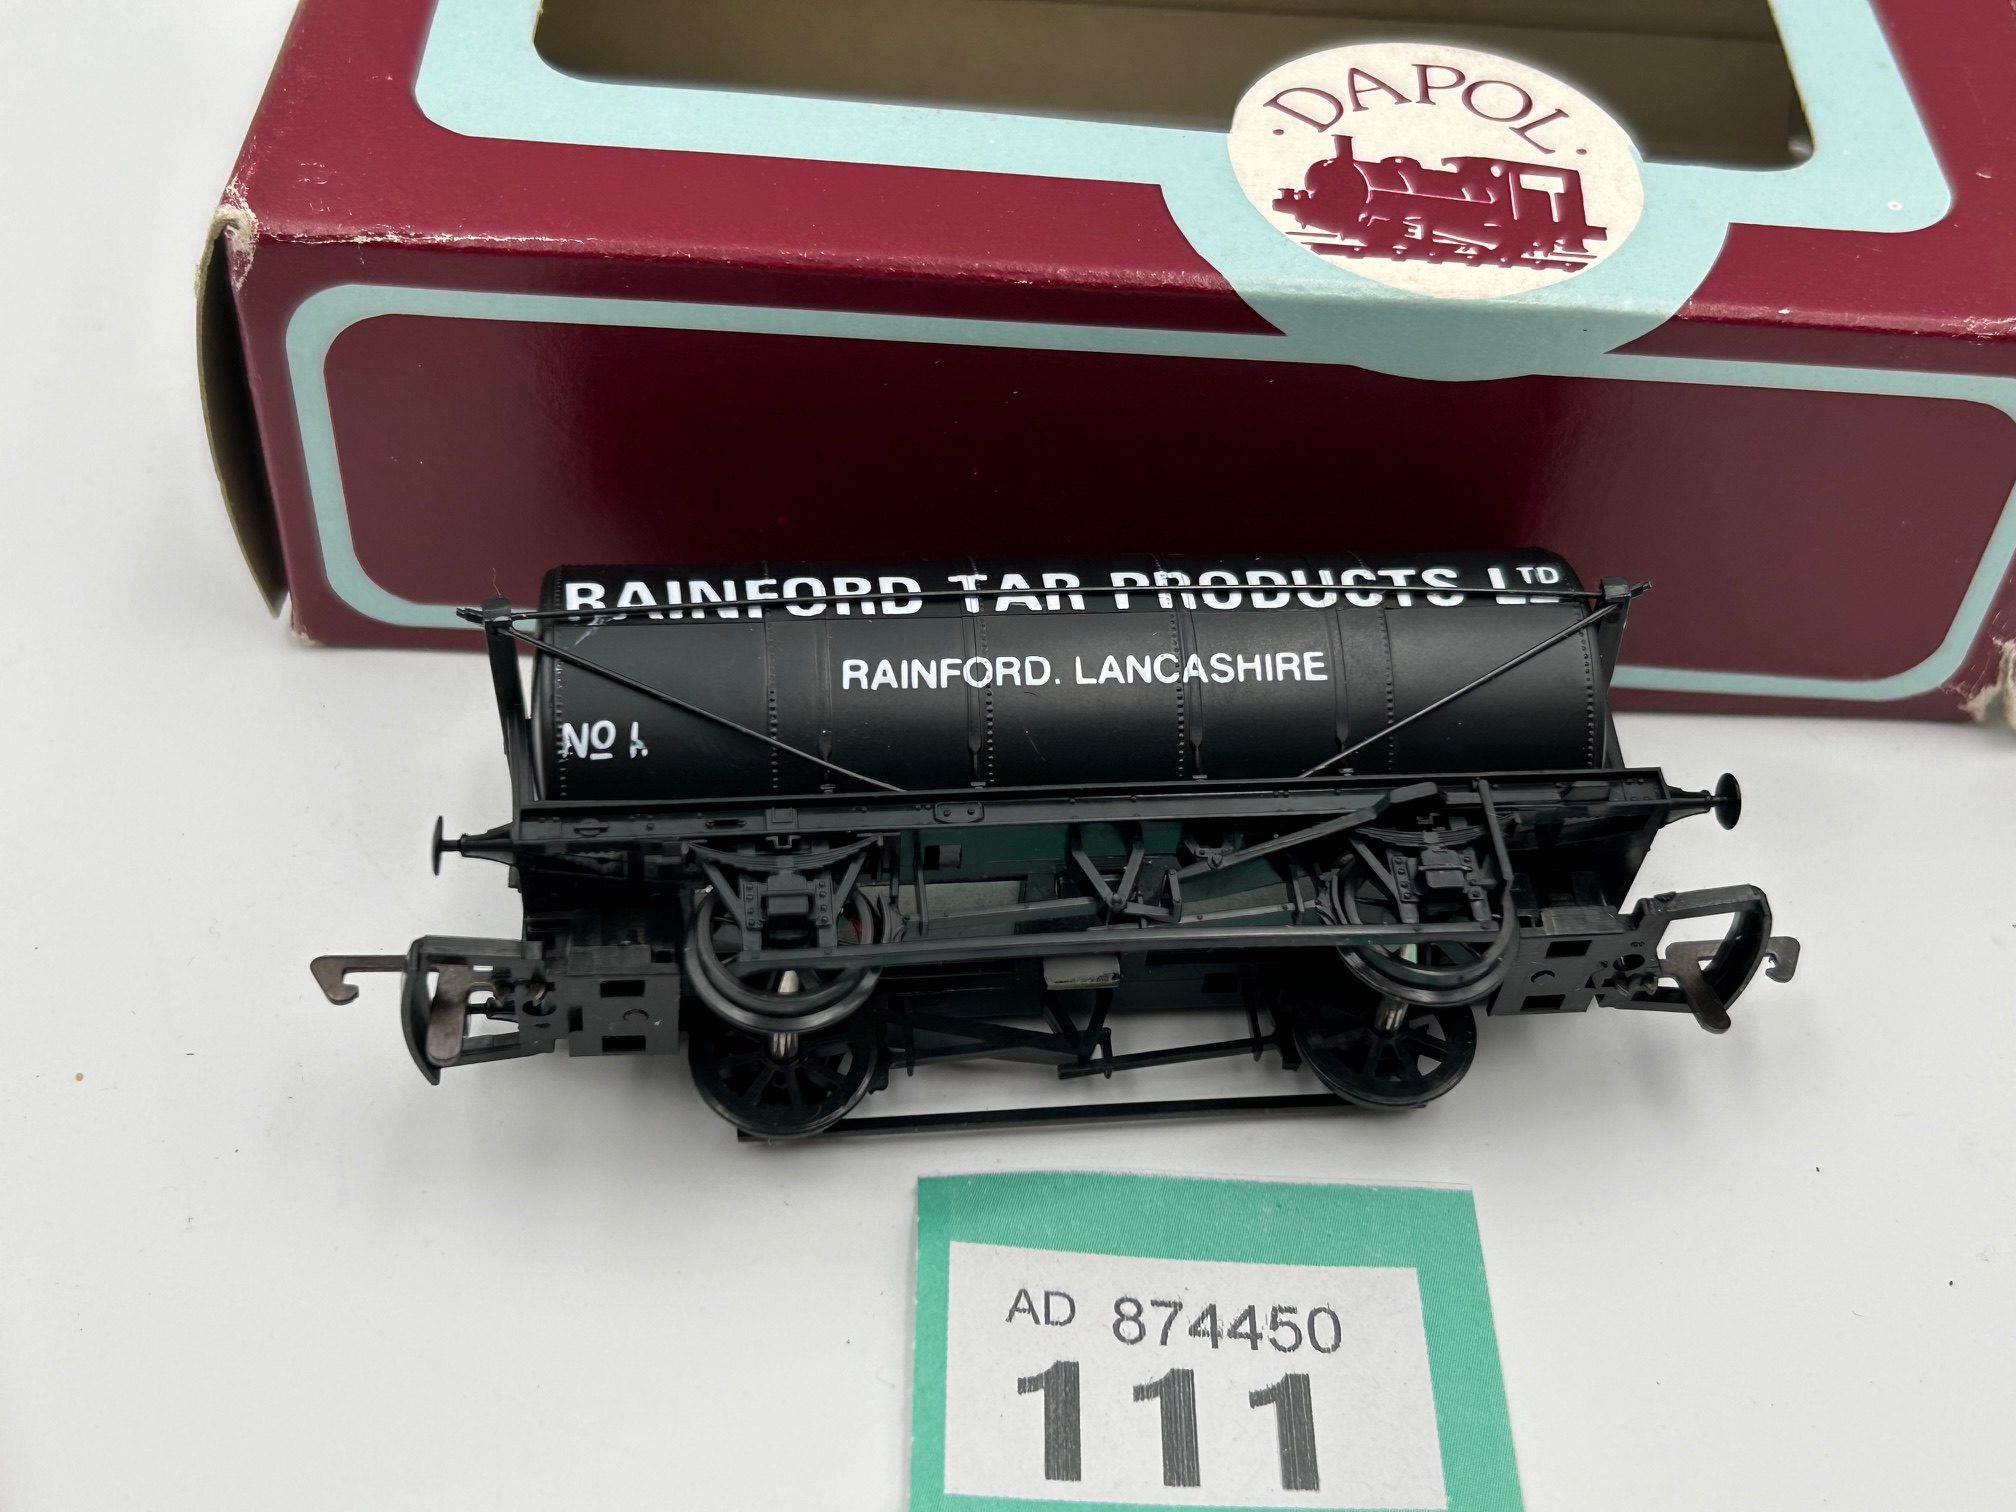 ·DAPOL·
RAINFORD TAR PRODUCTS LTD
RAINFORD. LANCASHIRE
NO 1.
AD 874450
111